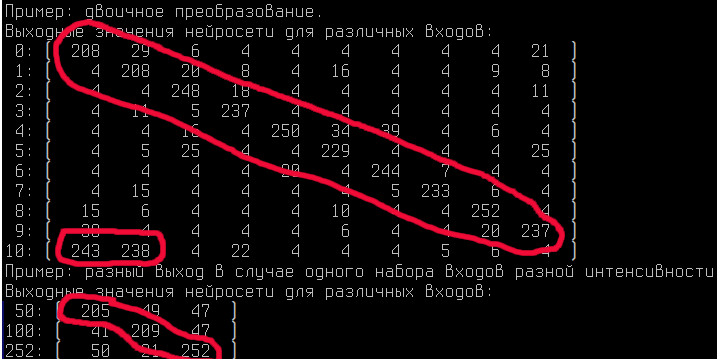 Пример: двоичное преобразование.
Выходные значения нейросети для различных входов:
0: [ 208 29 6 4 4 4 4 4 4 21 ]
1: [ 4 208 20 8 4 16 4 4 9 8 ]
2: [ 4 4 248 18 4 4 4 4 4 11 ]
3: [ 4 11 5 237 4 4 4 4 4 4 ]
4: [ 4 4 16 4 250 34 39 4 6 4 ]
5: [ 4 5 25 4 4 229 4 4 4 25 ]
6: [ 4 4 4 4 20 4 244 7 4 4 ]
7: [ 4 15 4 4 4 4 5 233 6 4 ]
8: [ 15 6 4 4 4 10 4 4 252 4 ]
9: [ 38 4 4 4 4 6 4 4 20 237 ]
10: [ 243 238 4 22 4 4 4 5 6 4 ]
Пример: разный выход в случае одного набора входов разной интенсивности
Выходные значения нейросети для различных входов:
50: [ 205 49 47 ]
100: [ 41 209 47 ]
252: [ 50 21 252 ]